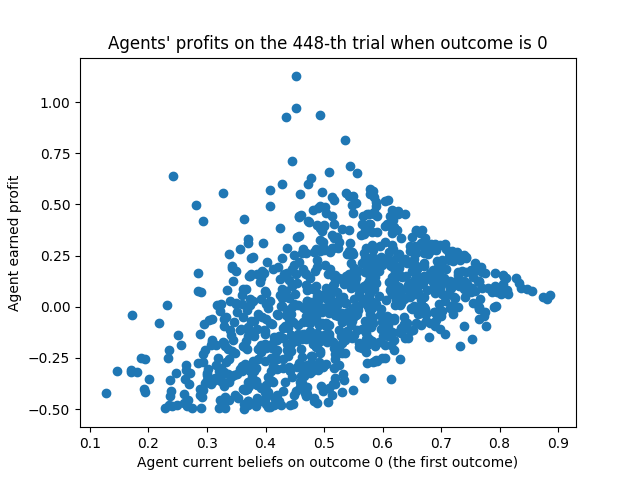 Agents' profits on the 448-th trial when outcome is 0
1.00
0.75
0.50
0.25
0.00
−0.25
−0.50
Agent earned profit
0.1 0.2 0.3 0.4 0.5 0.6 0.7 0.8 0.9
Agent current beliefs on outcome 0 (the first outcome)